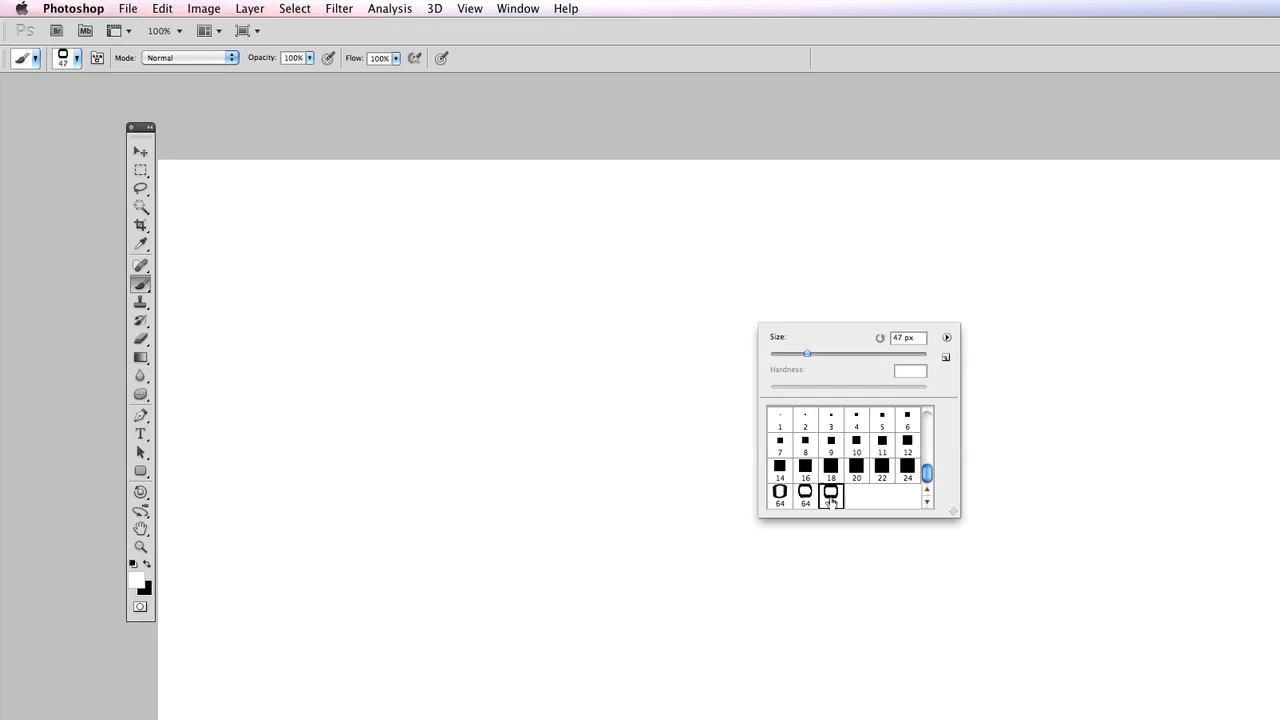 Photoshop File Edit Image Layer Select Filter Analysis 3D View Window Help
Ps Br Mb 100%
47 Mode: Normal Opacity: 100% Flow: 100%
Size: 47 px
Hardness:
1 2 3 4 5 6
7 8 9 10 11 12
14 16 18 20 22 24
64 64
T